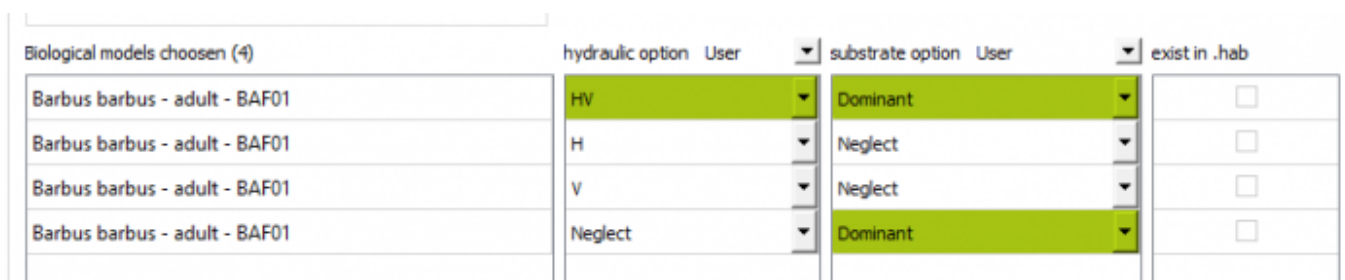 Biological models choosen (4) hydraulic option User substrate option User exist in .hab
Barbus barbus - adult - BAF01 HV Dominant
Barbus barbus - adult - BAF01 H Neglect
Barbus barbus - adult - BAF01 V Neglect
Barbus barbus - adult - BAF01 Neglect Dominant